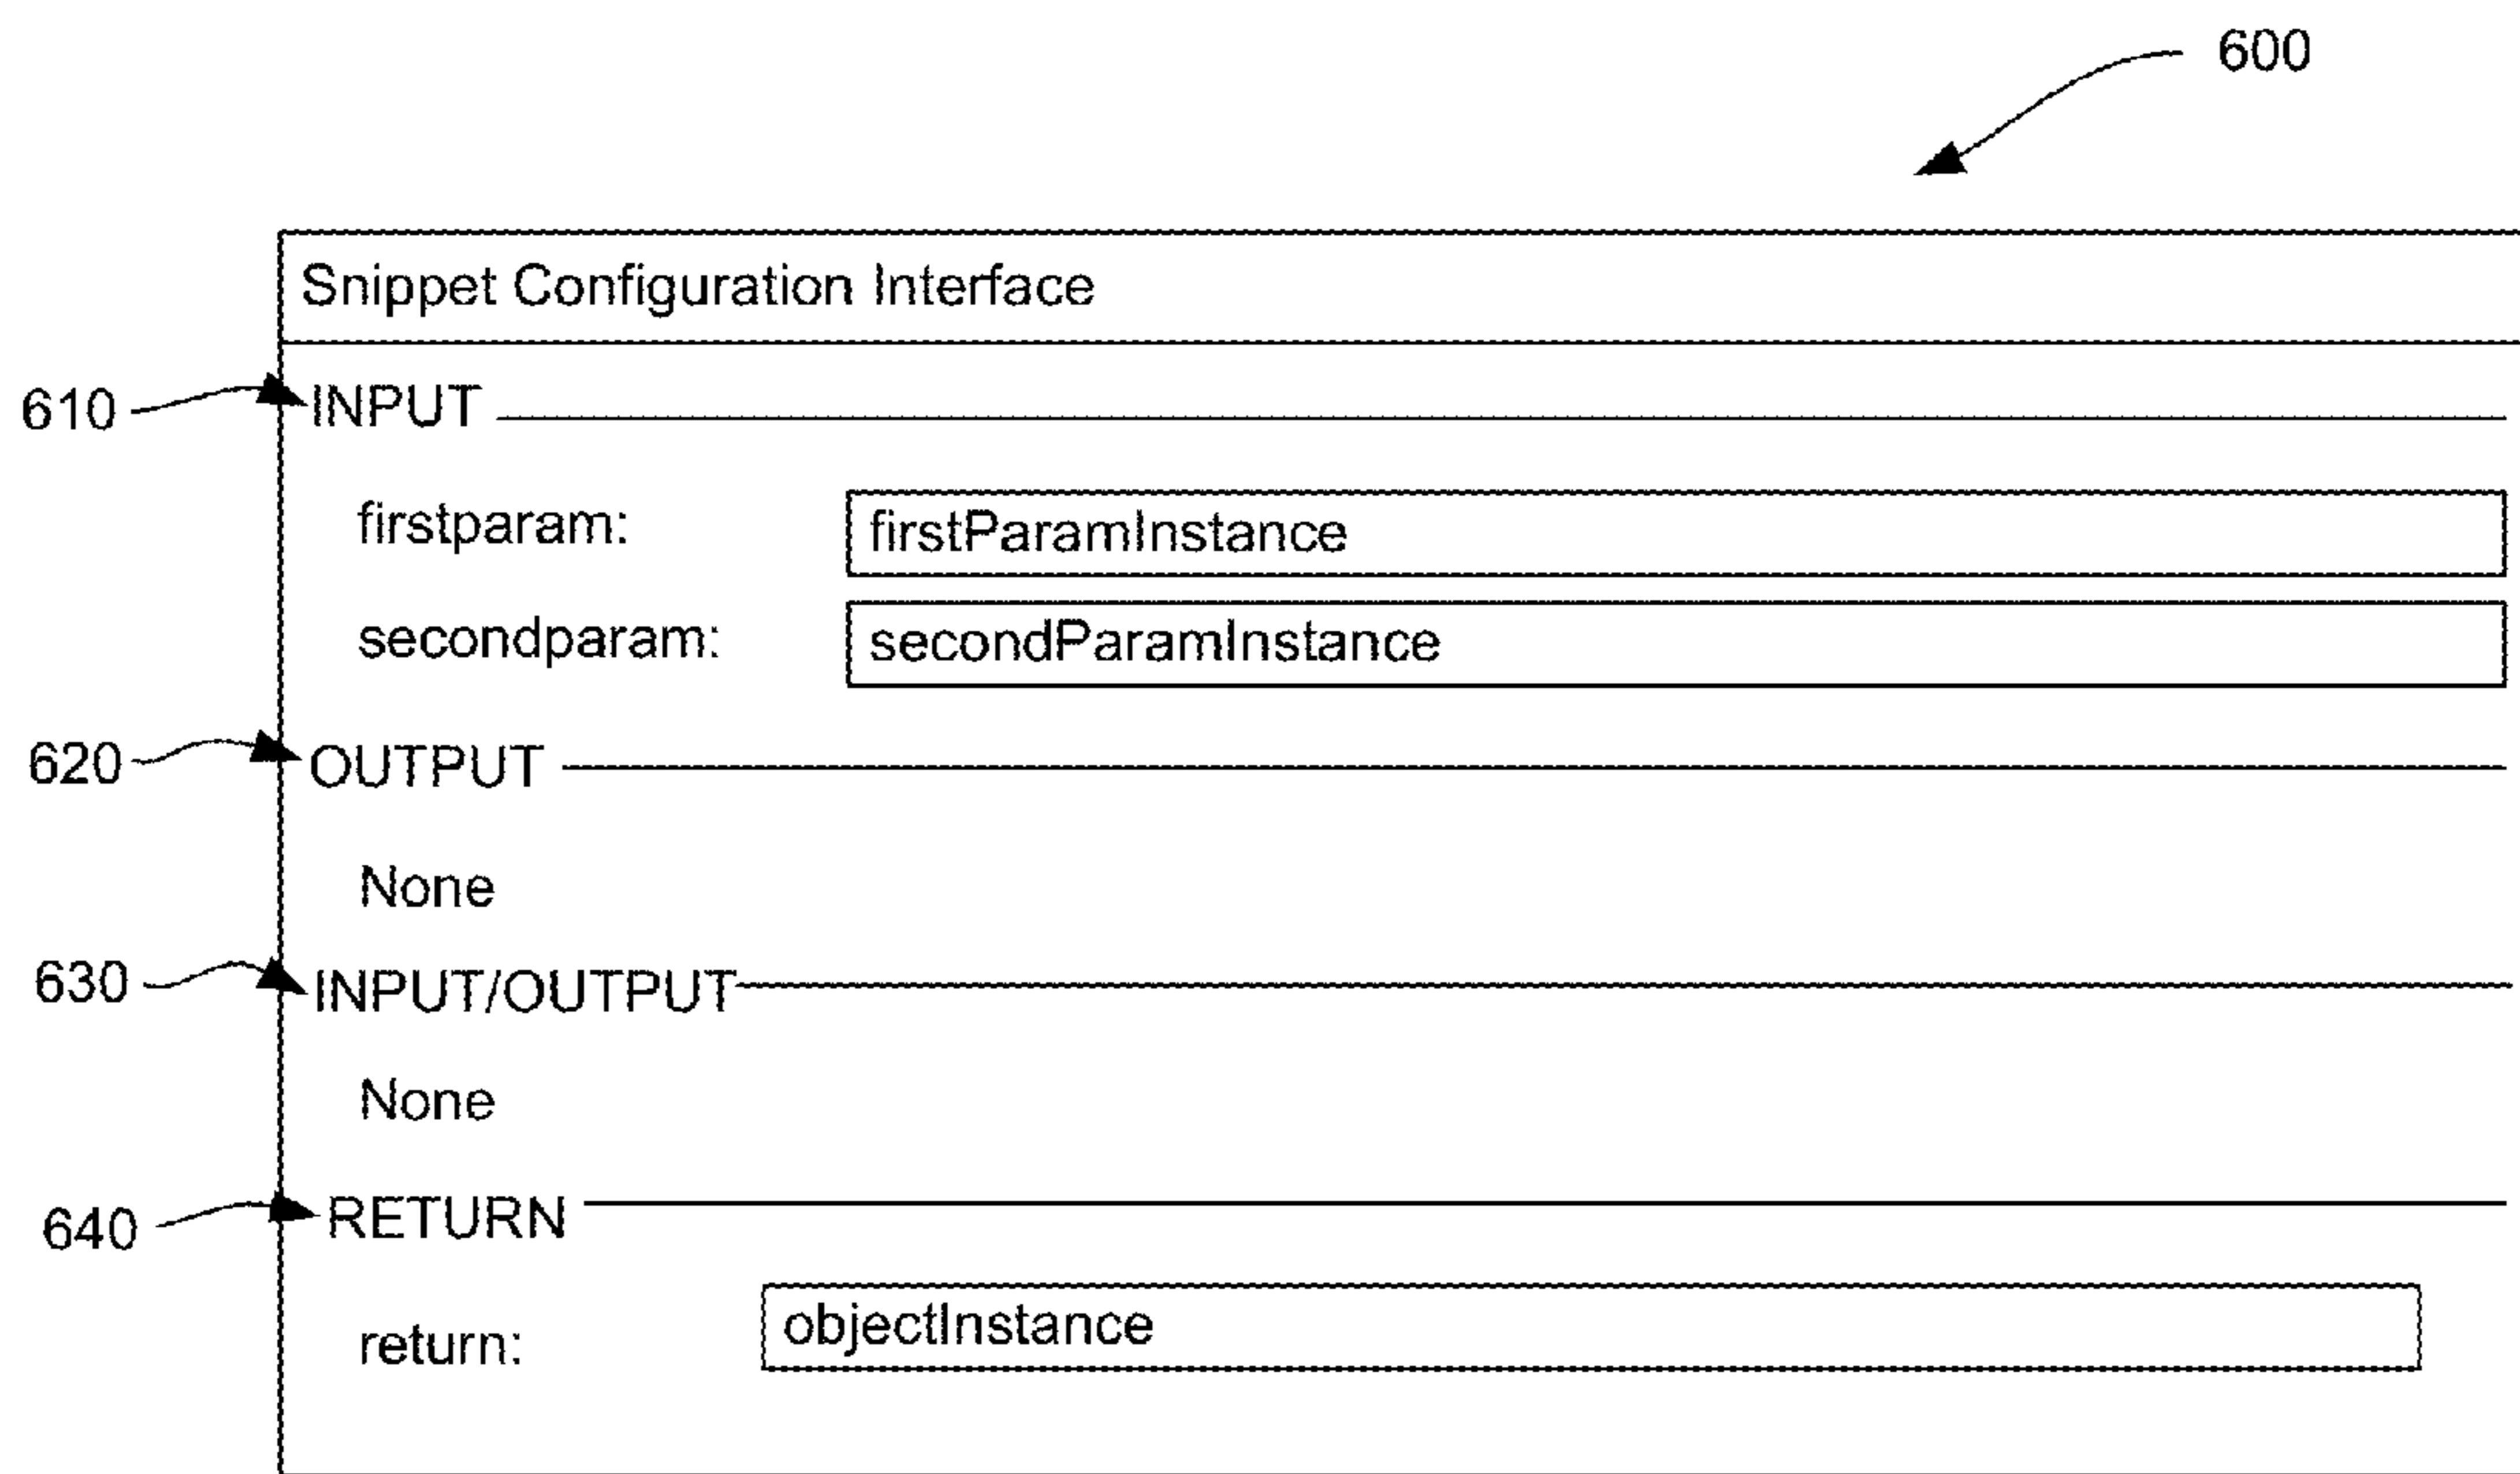 600
Snippet Configuration Interface
610 INPUT
firstparam: firstParamInstance
secondparam: secondParamInstance
620 OUTPUT
None
630 INPUT/OUTPUT
None
640 RETURN
return: objectInstance